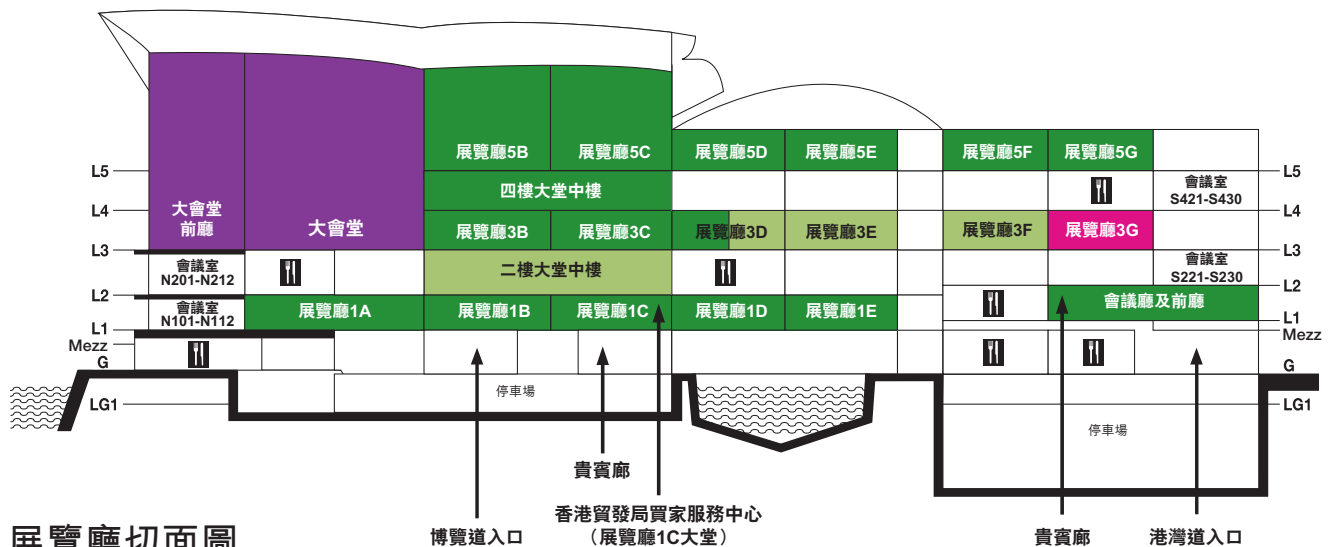 展覽廳5B
展覽廳5C
展覽廳5D
展覽廳5E
展覽廳5F
展覽廳5G
L5
L5
四樓大堂中樓
會議室
S421-S430
L4
L4
大會堂
前廳
大會堂
展覽廳3B
展覽廳3C
展覽廳3D
展覽廳3E
展覽廳3F
展覽廳3G
L3
L3
會議室
N201-N212
二樓大堂中樓
會議室
S221-S230
L2
L2
會議室
N101-N112
展覽廳1A
展覽廳1B
展覽廳1C
展覽廳1D
展覽廳1E
會議廳及前廳
L1
L1
Mezz
Mezz
G
G
停車場
LG1
LG1
停車場
貴賓廊
香港貿發局買家服務中心
（展覽廳1C大堂）
博覽道入口
貴賓廊
港灣道入口
展覽廳切面圖